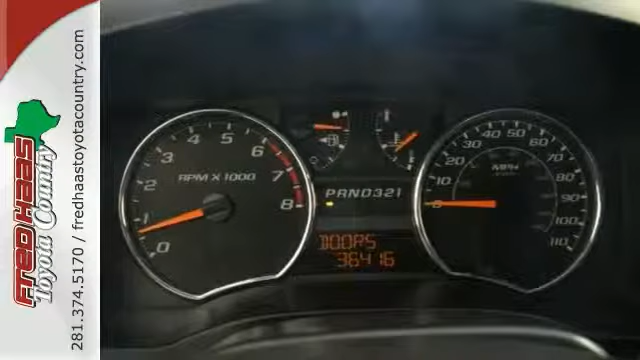 FRED HAAS
Toyota Country
281.374.5170 / fredhaastoyotacountry.com
0 1 2 3 4 5 6 7 8
RPM X 1000
PRND321
DOORS
36416
0 10 20 30 40 50 60 70 80 90 100 110
MPH